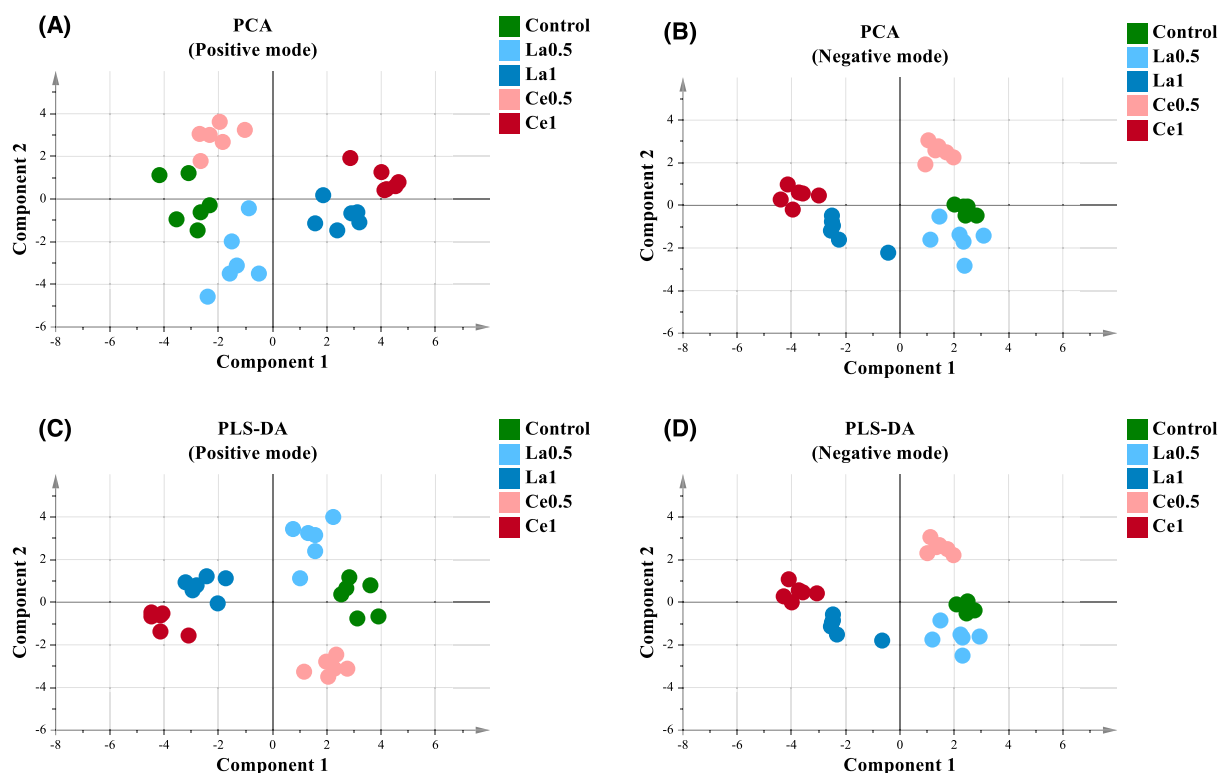 (A)
PCA
(Positive mode)
Control
La0.5
La1
Ce0.5
Ce1
Component 2
4
2
0
-2
-4
-6
-8
-6
-4
-2
0
2
4
6
Component 1
(B)
PCA
(Negative mode)
Control
La0.5
La1
Ce0.5
Ce1
Component 2
4
2
0
-2
-4
-6
-8
-6
-4
-2
0
2
4
6
Component 1
(C)
PLS-DA
(Positive mode)
Control
La0.5
La1
Ce0.5
Ce1
Component 2
4
2
0
-2
-4
-6
-8
-6
-4
-2
0
2
4
6
Component 1
(D)
PLS-DA
(Negative mode)
Control
La0.5
La1
Ce0.5
Ce1
Component 2
4
2
0
-2
-4
-6
-8
-6
-4
-2
0
2
4
6
Component 1